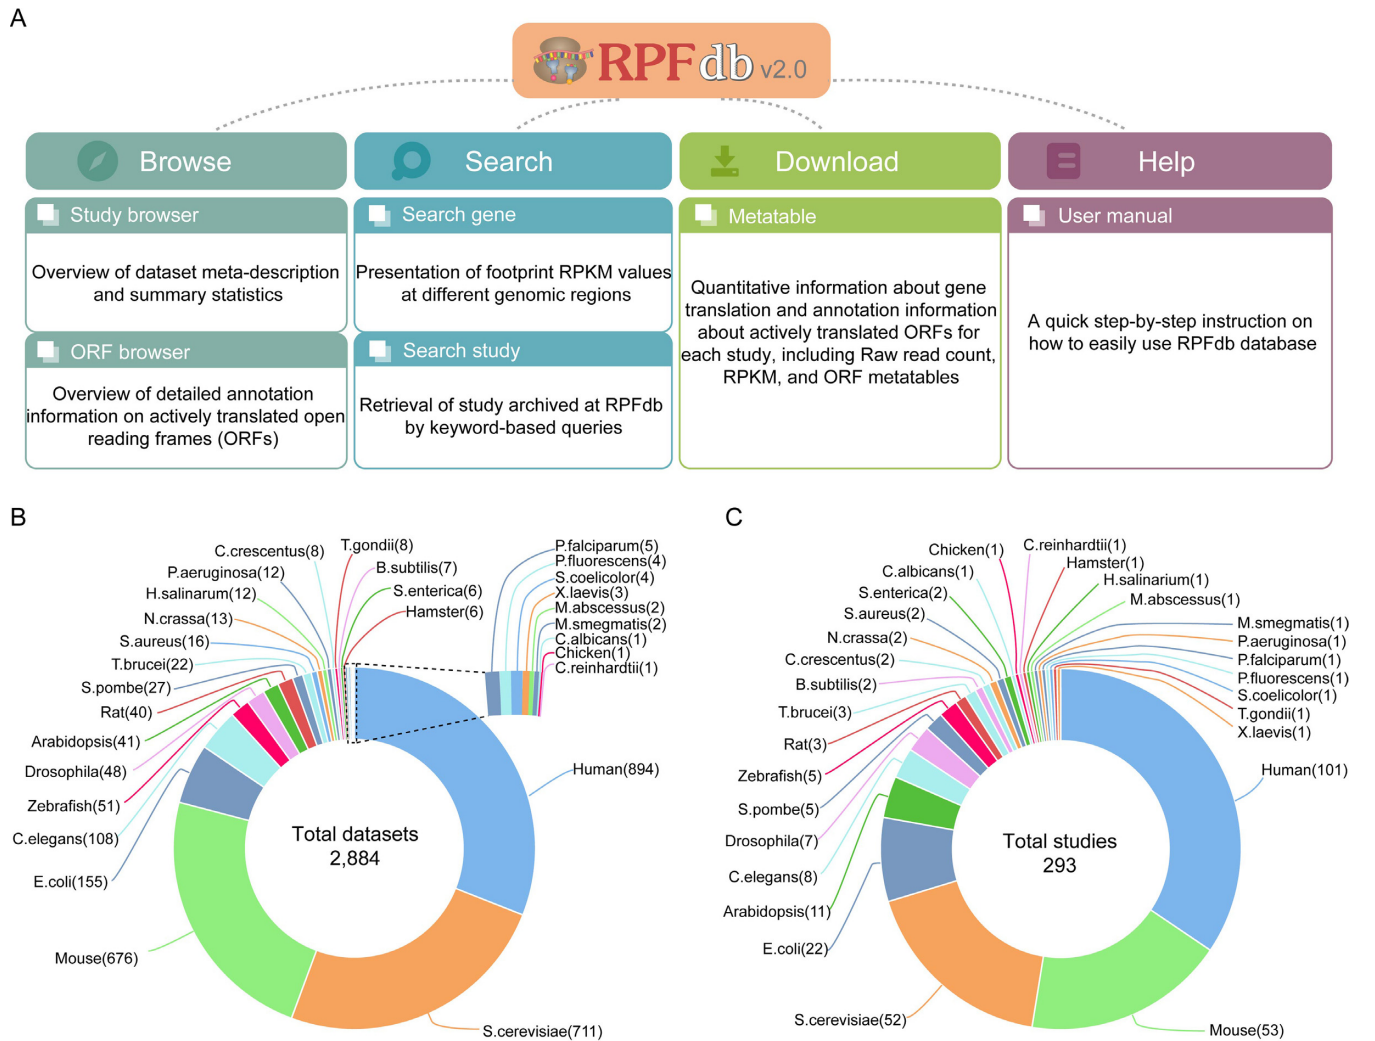 A
RPFdb v2.0
Browse
Search
Download
Help
Study browser
Overview of dataset meta-description
and summary statistics
ORF browser
Overview of detailed annotation
information on actively translated open
reading frames (ORFs)
Search gene
Presentation of footprint RPKM values
at different genomic regions
Search study
Retrieval of study archived at RPFdb
by keyword-based queries
Metatable
Quantitative information about gene
translation and annotation information
about actively translated ORFs for
each study, including Raw read count,
RPKM, and ORF metatables
User manual
A quick step-by-step instruction on
how to easily use RPFdb database
B
C.crescentus(8)
P.aeruginosa(12)
H.salinarum(12)
N.crassa(13)
S.aureus(16)
T.brucei(22)
S.pombe(27)
Rat(40)
Arabidopsis(41)
Drosophila(48)
Zebrafish(51)
C.elegans(108)
E.coli(155)
Mouse(676)
T.gondii(8)
B.subtilis(7)
S.enterica(6)
Hamster(6)
P.falciparum(5)
P.fluorescens(4)
S.coelicolor(4)
X.laevis(3)
M.abscessus(2)
M.smegmatis(2)
C.albicans(1)
Chicken(1)
C.reinhardtii(1)
Human(894)
S.cerevisiae(711)
Total datasets
2,884
C
Chicken(1)
C.albicans(1)
S.enterica(2)
S.aureus(2)
N.crassa(2)
C.crescentus(2)
B.subtilis(2)
T.brucei(3)
Rat(3)
Zebrafish(5)
S.pombe(5)
Drosophila(7)
C.elegans(8)
Arabidopsis(11)
E.coli(22)
S.cerevisiae(52)
C.reinhardtii(1)
Hamster(1)
H.salinarium(1)
M.abscessus(1)
M.smegmatis(1)
P.aeruginosa(1)
P.falciparum(1)
P.fluorescens(1)
S.coelicolor(1)
T.gondii(1)
X.laevis(1)
Human(101)
Mouse(53)
Total studies
293